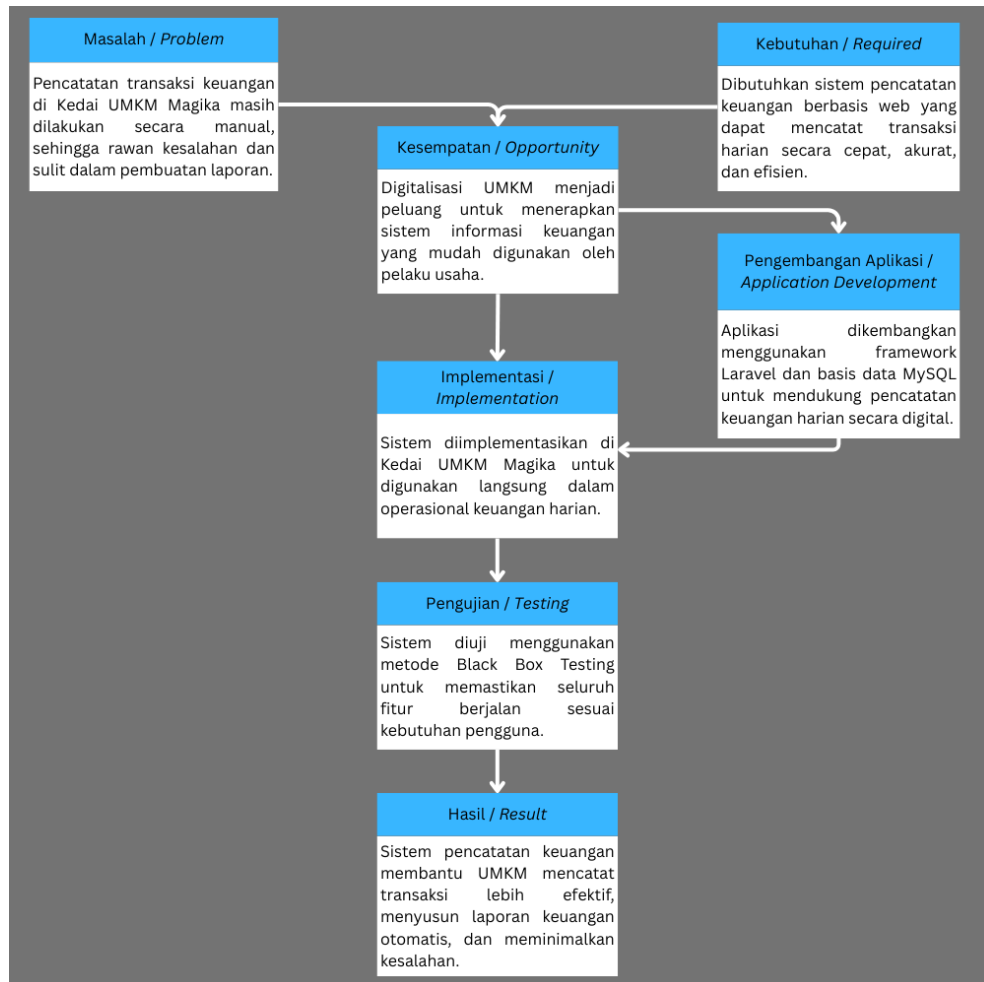 Masalah / Problem
Pencatatan transaksi keuangan
di Kedai UMKM Magika masih
dilakukan secara manual,
sehingga rawan kesalahan dan
sulit dalam pembuatan laporan.
Kebutuhan / Required
Dibutuhkan sistem pencatatan
keuangan berbasis web yang
dapat mencatat transaksi
harian secara cepat, akurat,
dan efisien.
Kesempatan / Opportunity
Digitalisasi UMKM menjadi
peluang untuk menerapkan
sistem informasi keuangan
yang mudah digunakan oleh
pelaku usaha.
Pengembangan Aplikasi /
Application Development
Aplikasi dikembangkan
menggunakan framework
Laravel dan basis data MySQL
untuk mendukung pencatatan
keuangan harian secara digital.
Implementasi /
Implementation
Sistem diimplementasikan di
Kedai UMKM Magika untuk
digunakan langsung dalam
operasional keuangan harian.
Pengujian / Testing
Sistem diuji menggunakan
metode Black Box Testing
untuk memastikan seluruh
fitur berjalan sesuai
kebutuhan pengguna.
Hasil / Result
Sistem pencatatan keuangan
membantu UMKM mencatat
transaksi lebih efektif,
menyusun laporan keuangan
otomatis, dan meminimalkan
kesalahan.